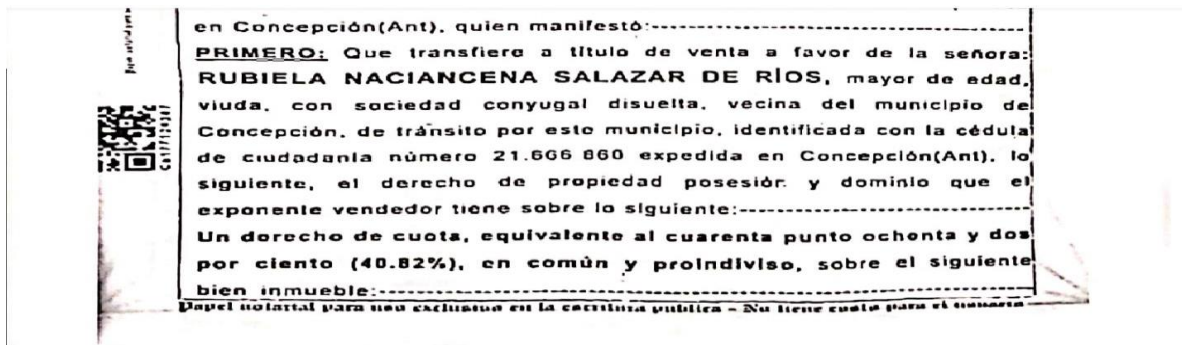 en Concepción(Ant), quien manifestó:-----------------------------------------
PRIMERO: Que transfiere a título de venta a favor de la señora:
RUBIELA NACIANCENA SALAZAR DE RÍOS, mayor de edad,
viuda, con sociedad conyugal disuelta, vecina del municipio de
Concepción, de tránsito por este municipio, identificada con la cédula
de ciudadanía número 21.666 860 expedida en Concepción(Ant), lo
siguiente, el derecho de propiedad posesión y dominio que el
exponente vendedor tiene sobre lo siguiente:--------------------------------
Un derecho de cuota, equivalente al cuarenta punto ochenta y dos
por ciento (40.82%), en común y proindiviso, sobre el siguiente
bien inmueble:----------------------------------------------------------------
Papel notarial para uso exclusivo en la escritura pública - No tiene costo para el usuario